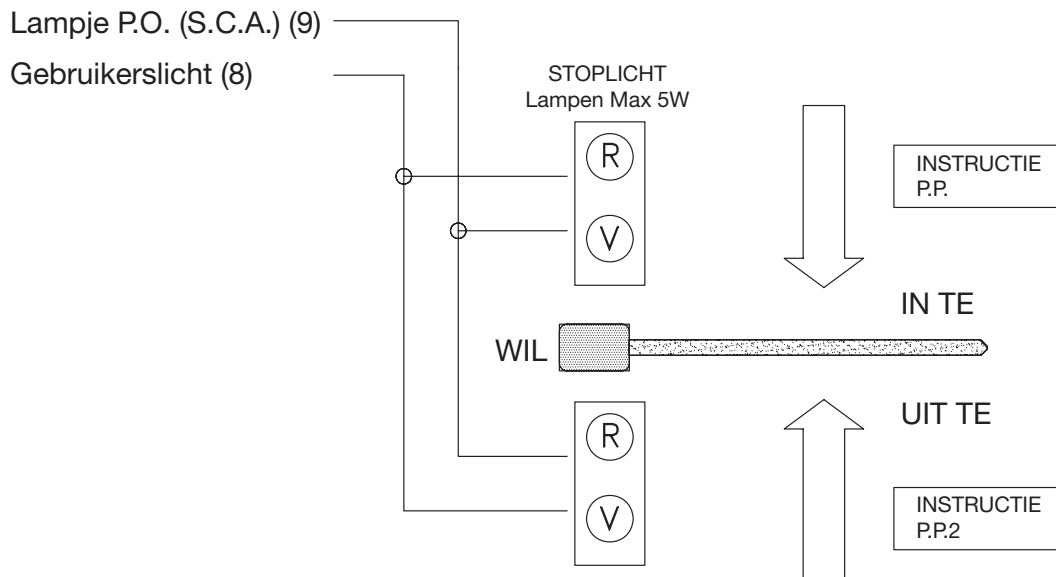 Lampje P.O. (S.C.A.) (9)
Gebruikerslicht (8)
STOPLICHT
Lampen Max 5W
R
V
INSTRUCTIE
P.P.
IN TE
WIL
UIT TE
R
V
INSTRUCTIE
P.P.2